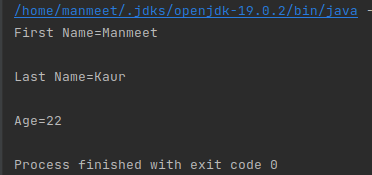 /home/manmeet/.jdks/openjdk-19.0.2/bin/java -
First Name=Manmeet
Last Name=Kaur
Age=22
Process finished with exit code 0